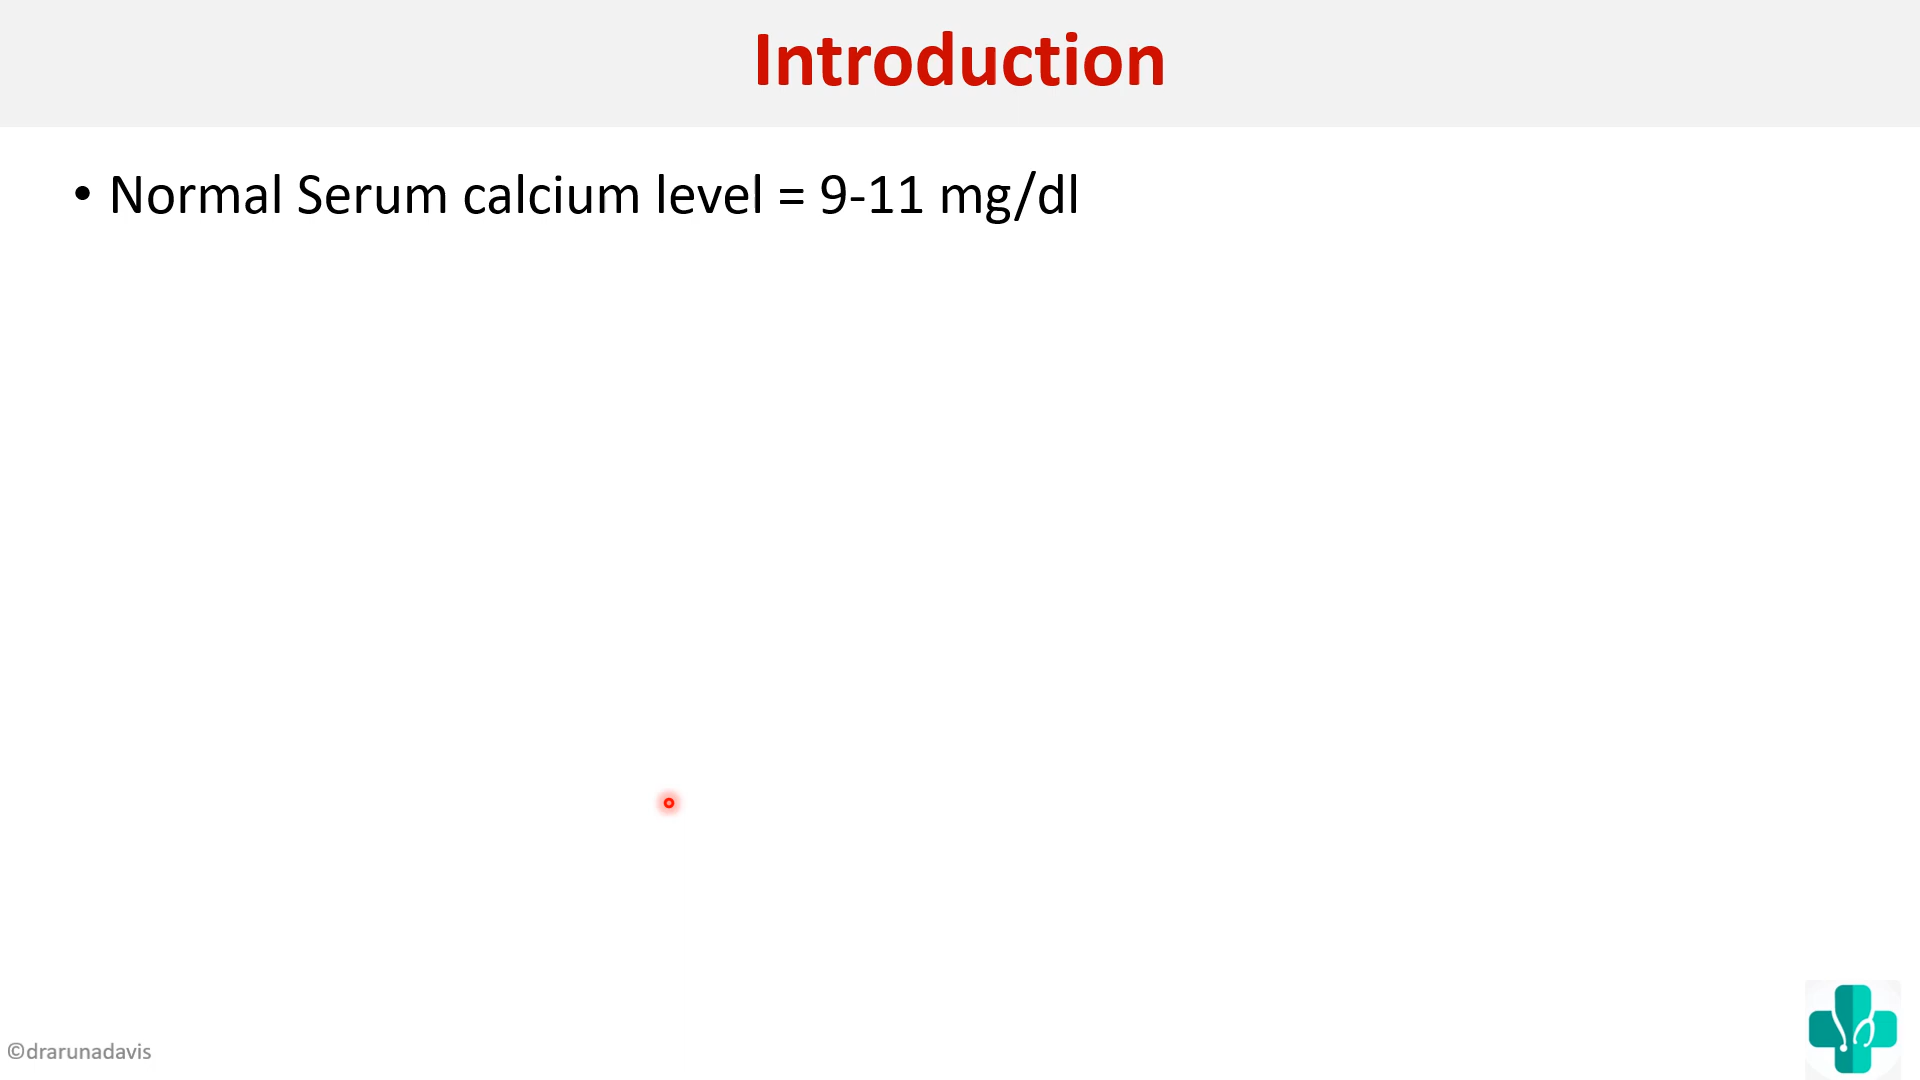 Introduction
• Normal Serum calcium level = 9-11 mg/dl
©drarunadavis